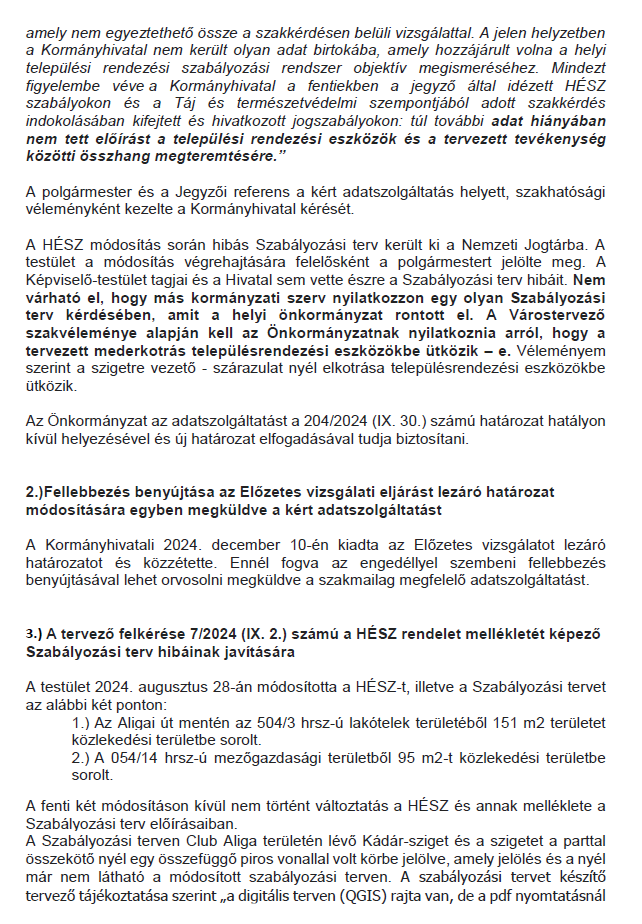 amely nem egyeztethető össze a szakkérdésen belüli vizsgálattal. A jelen helyzetben
a Kormányhivatal nem került olyan adat birtokába, amely hozzájárult volna a helyi
települési rendezési szabályozási rendszer objektív megismeréséhez. Mindezt
figyelembe véve a Kormányhivatal a fentiekben a jegyző által idézett HÉSZ
szabályokon és a Táj és természetvédelmi szempontjából adott szakkérdés
indokolásában kifejtett és hivatkozott jogszabályokon: túl további adat hiányában
nem tett előírást a települési rendezési eszközök és a tervezett tevékenység
közötti összhang megteremtésére.”
A polgármester és a Jegyzői referens a kért adatszolgáltatás helyett, szakhatósági
véleményként kezelte a Kormányhivatal kérését.
A HÉSZ módosítás során hibás Szabályozási terv került ki a Nemzeti Jogtárba. A
testület a módosítás végrehajtására felelősként a polgármestert jelölte meg. A
Képviselő-testület tagjai és a Hivatal sem vette észre a Szabályozási terv hibáit. Nem
várható el, hogy más kormányzati szerv nyilatkozzon egy olyan Szabályozási
terv kérdésében, amit a helyi önkormányzat rontott el. A Várostervező
szakvéleménye alapján kell az Önkormányzatnak nyilatkoznia arról, hogy a
tervezett mederkotrás településrendezési eszközökbe ütközik – e. Véleményem
szerint a szigetre vezető - szárazulat nyél elkotrása településrendezési eszközökbe
ütközik.
Az Önkormányzat az adatszolgáltatást a 204/2024 (IX. 30.) számú határozat hatályon
kívül helyezésével és új határozat elfogadásával tudja biztosítani.
2.)Fellebbezés benyújtása az Előzetes vizsgálati eljárást lezáró határozat
módosítására egyben megküldve a kért adatszolgáltatást
A Kormányhivatali 2024. december 10-én kiadta az Előzetes vizsgálatot lezáró
határozatot és közzétette. Ennél fogva az engedéllyel szembeni fellebbezés
benyújtásával lehet orvosolni megküldve a szakmailag megfelelő adatszolgáltatást.
3.) A tervező felkérése 7/2024 (IX. 2.) számú a HÉSZ rendelet mellékletét képező
Szabályozási terv hibáinak javítására
A testület 2024. augusztus 28-án módosította a HÉSZ-t, illetve a Szabályozási tervet
az alábbi két ponton:
1.) Az Aligai út mentén az 504/3 hrsz-ú lakótelek területéből 151 m2 területet
közlekedési területbe sorolt.
2.) A 054/14 hrsz-ú mezőgazdasági területből 95 m2-t közlekedési területbe
sorolt.
A fenti két módosításon kívül nem történt változtatás a HÉSZ és annak melléklete a
Szabályozási terv előírásaiban.
A Szabályozási terven Club Aliga területén lévő Kádár-sziget és a szigetet a parttal
összekötő nyél egy összefüggő piros vonallal volt körbe jelölve, amely jelölés és a nyél
már nem látható a módosított szabályozási terven. A szabályozási tervet készítő
tervező tájékoztatása szerint „a digitális terven (QGIS) rajta van, de a pdf nyomtatásnál